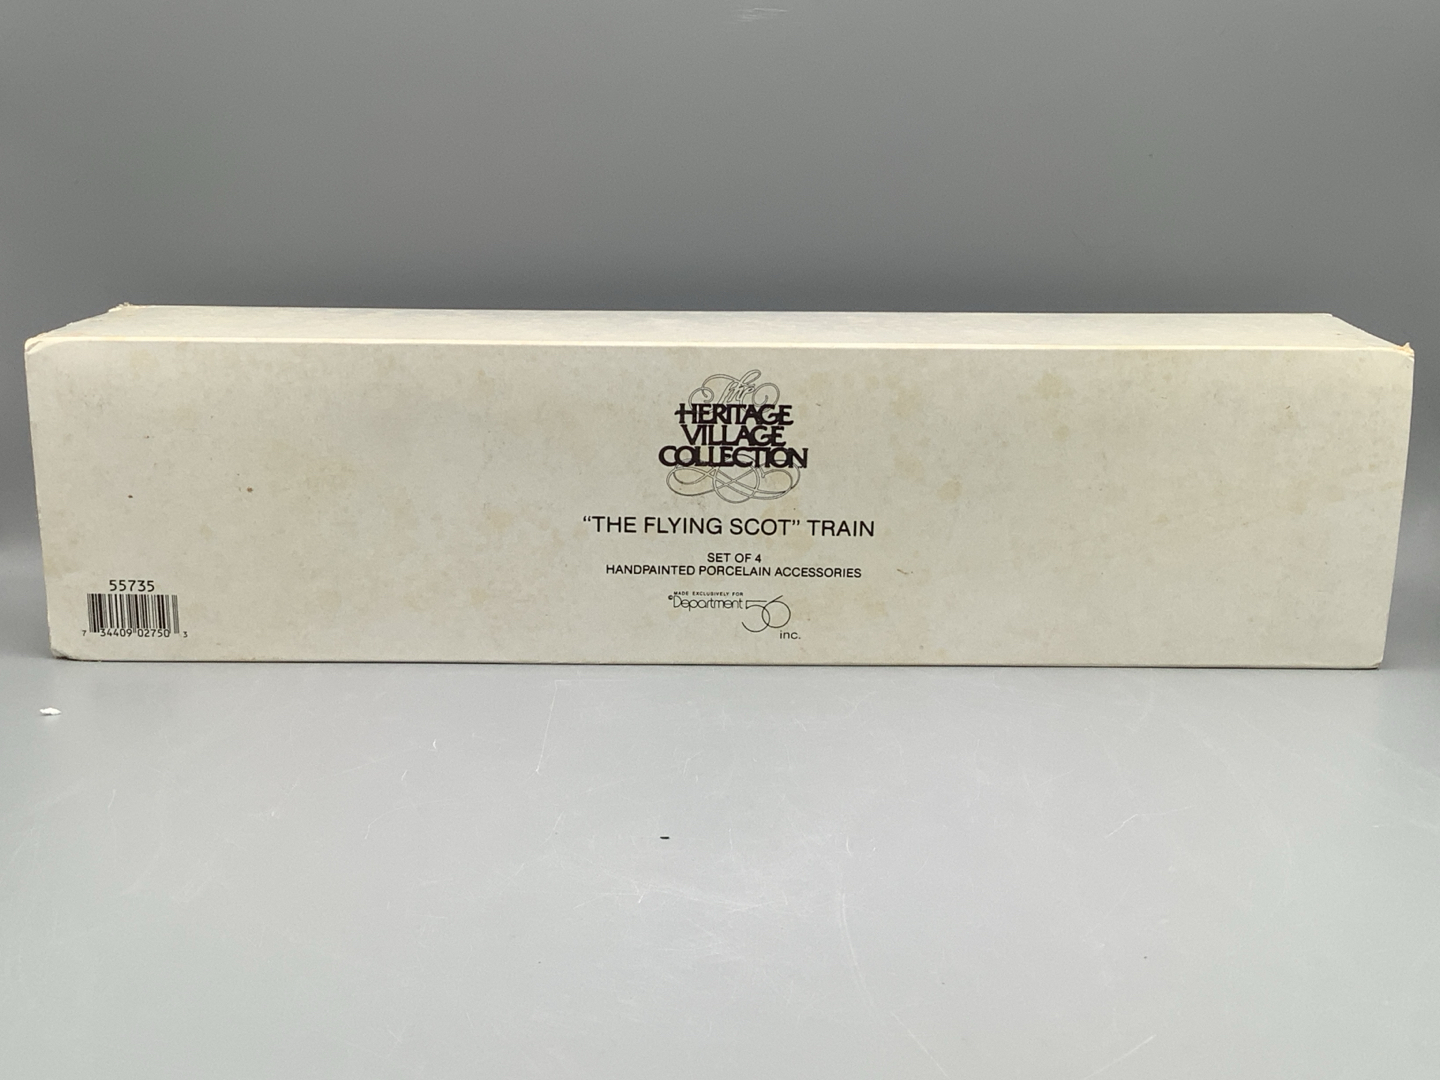 The
HERITAGE
VILLAGE
COLLECTION
“THE FLYING SCOT” TRAIN
SET OF 4
HANDPAINTED PORCELAIN ACCESSORIES
MADE EXCLUSIVELY FOR
©Department 56
inc.
55735
7 34409 02750 3